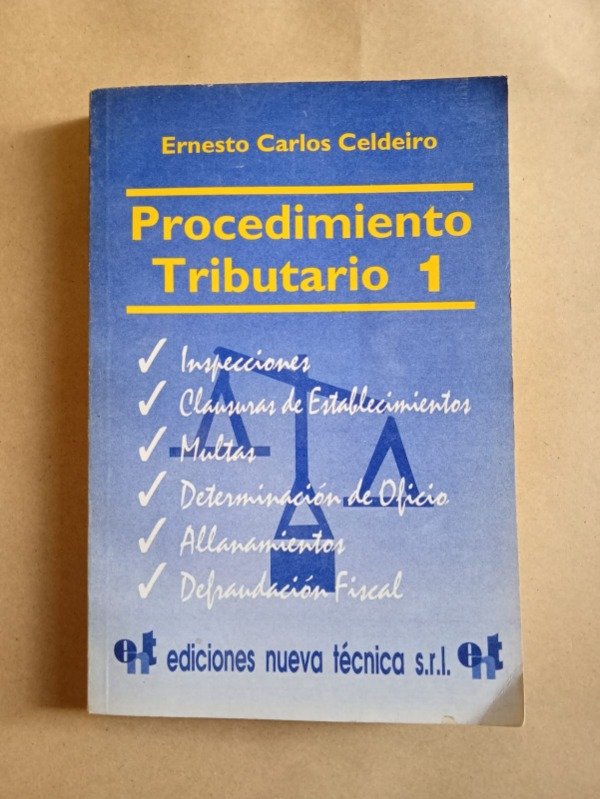 Ernesto Carlos Celdeiro
Procedimiento
Tributario 1
✓ Inspecciones
✓ Clausuras de Establecimientos
✓ Multas
✓ Determinación de Oficio
✓ Allanamientos
✓ Defraudación Fiscal
ent ediciones nueva técnica s.r.l. ent